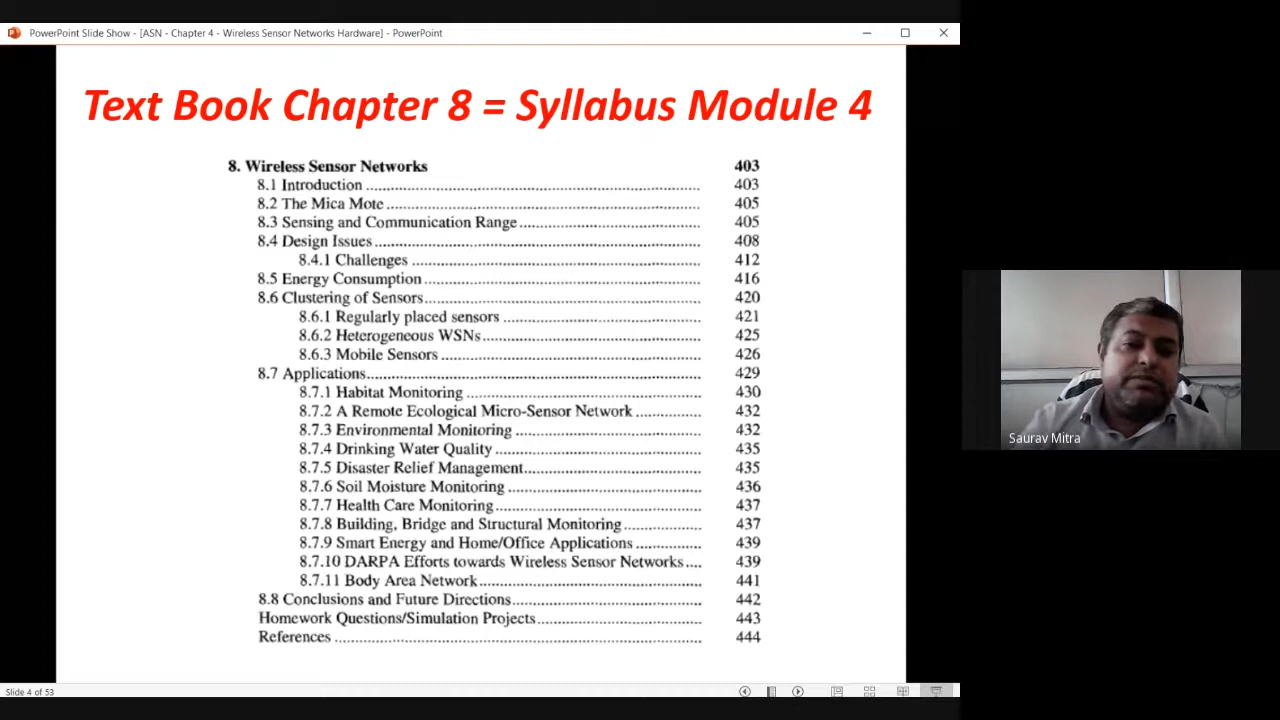 PowerPoint Slide Show - [ASN - Chapter 4 - Wireless Sensor Networks Hardware] - PowerPoint
Text Book Chapter 8 = Syllabus Module 4
8. Wireless Sensor Networks 403
8.1 Introduction 403
8.2 The Mica Mote 405
8.3 Sensing and Communication Range 405
8.4 Design Issues 408
8.4.1 Challenges 412
8.5 Energy Consumption 416
8.6 Clustering of Sensors 420
8.6.1 Regularly placed sensors 421
8.6.2 Heterogeneous WSNs 425
8.6.3 Mobile Sensors 426
8.7 Applications 429
8.7.1 Habitat Monitoring 430
8.7.2 A Remote Ecological Micro-Sensor Network 432
8.7.3 Environmental Monitoring 432
8.7.4 Drinking Water Quality 435
8.7.5 Disaster Relief Management 435
8.7.6 Soil Moisture Monitoring 436
8.7.7 Health Care Monitoring 437
8.7.8 Building, Bridge and Structural Monitoring 437
8.7.9 Smart Energy and Home/Office Applications 439
8.7.10 DARPA Efforts towards Wireless Sensor Networks 439
8.7.11 Body Area Network 441
8.8 Conclusions and Future Directions 442
Homework Questions/Simulation Projects 443
References 444
Saurav Mitra
Slide 4 of 53